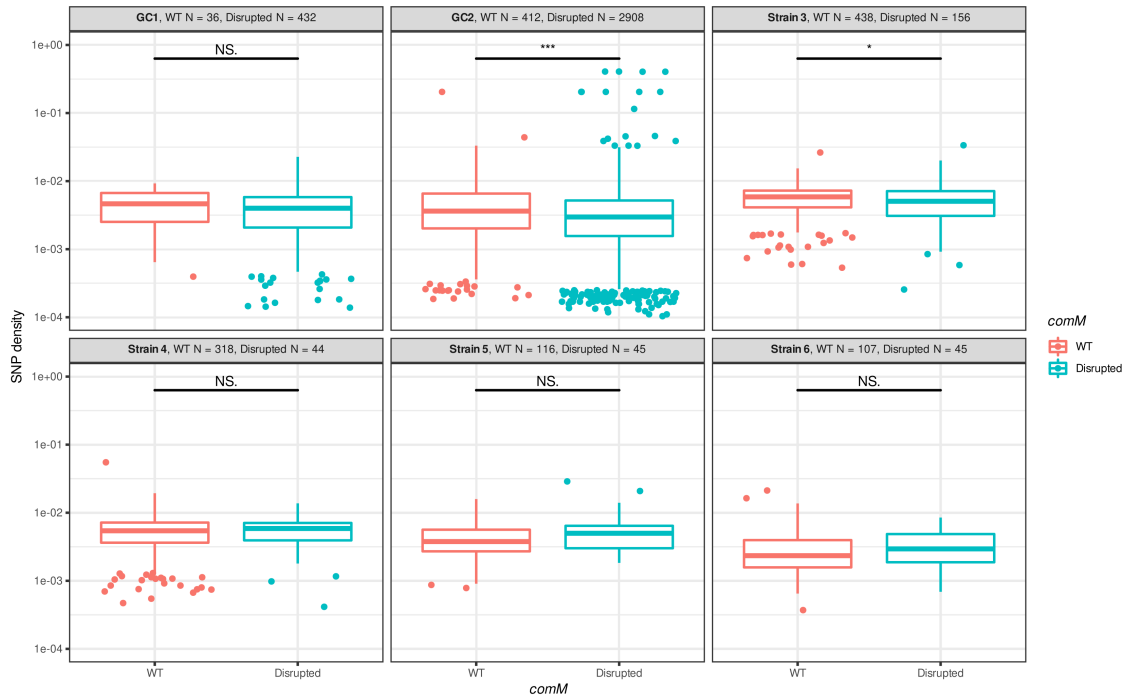 GC1, WT N = 36, Disrupted N = 432
GC2, WT N = 412, Disrupted N = 2908
Strain 3, WT N = 438, Disrupted N = 156
NS.
***
*
1e+00
1e-01
1e-02
1e-03
1e-04
SNP density
Strain 4, WT N = 318, Disrupted N = 44
Strain 5, WT N = 116, Disrupted N = 45
Strain 6, WT N = 107, Disrupted N = 45
NS.
NS.
NS.
1e+00
1e-01
1e-02
1e-03
1e-04
WT
Disrupted
WT
Disrupted
WT
Disrupted
comM
comM
WT
Disrupted